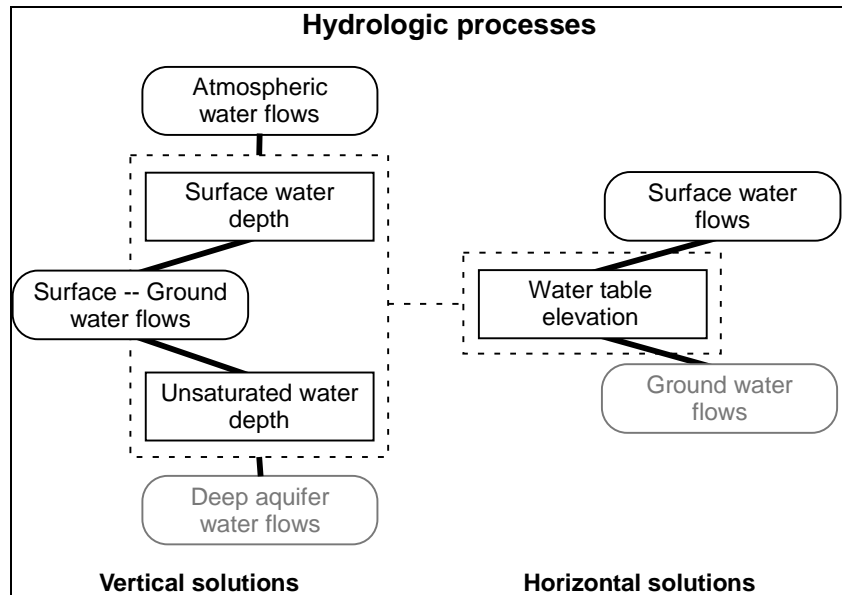 Hydrologic processes
Atmospheric
water flows
Surface water
depth
Surface -- Ground
water flows
Unsaturated water
depth
Deep aquifer
water flows
Surface water
flows
Water table
elevation
Ground water
flows
Vertical solutions
Horizontal solutions